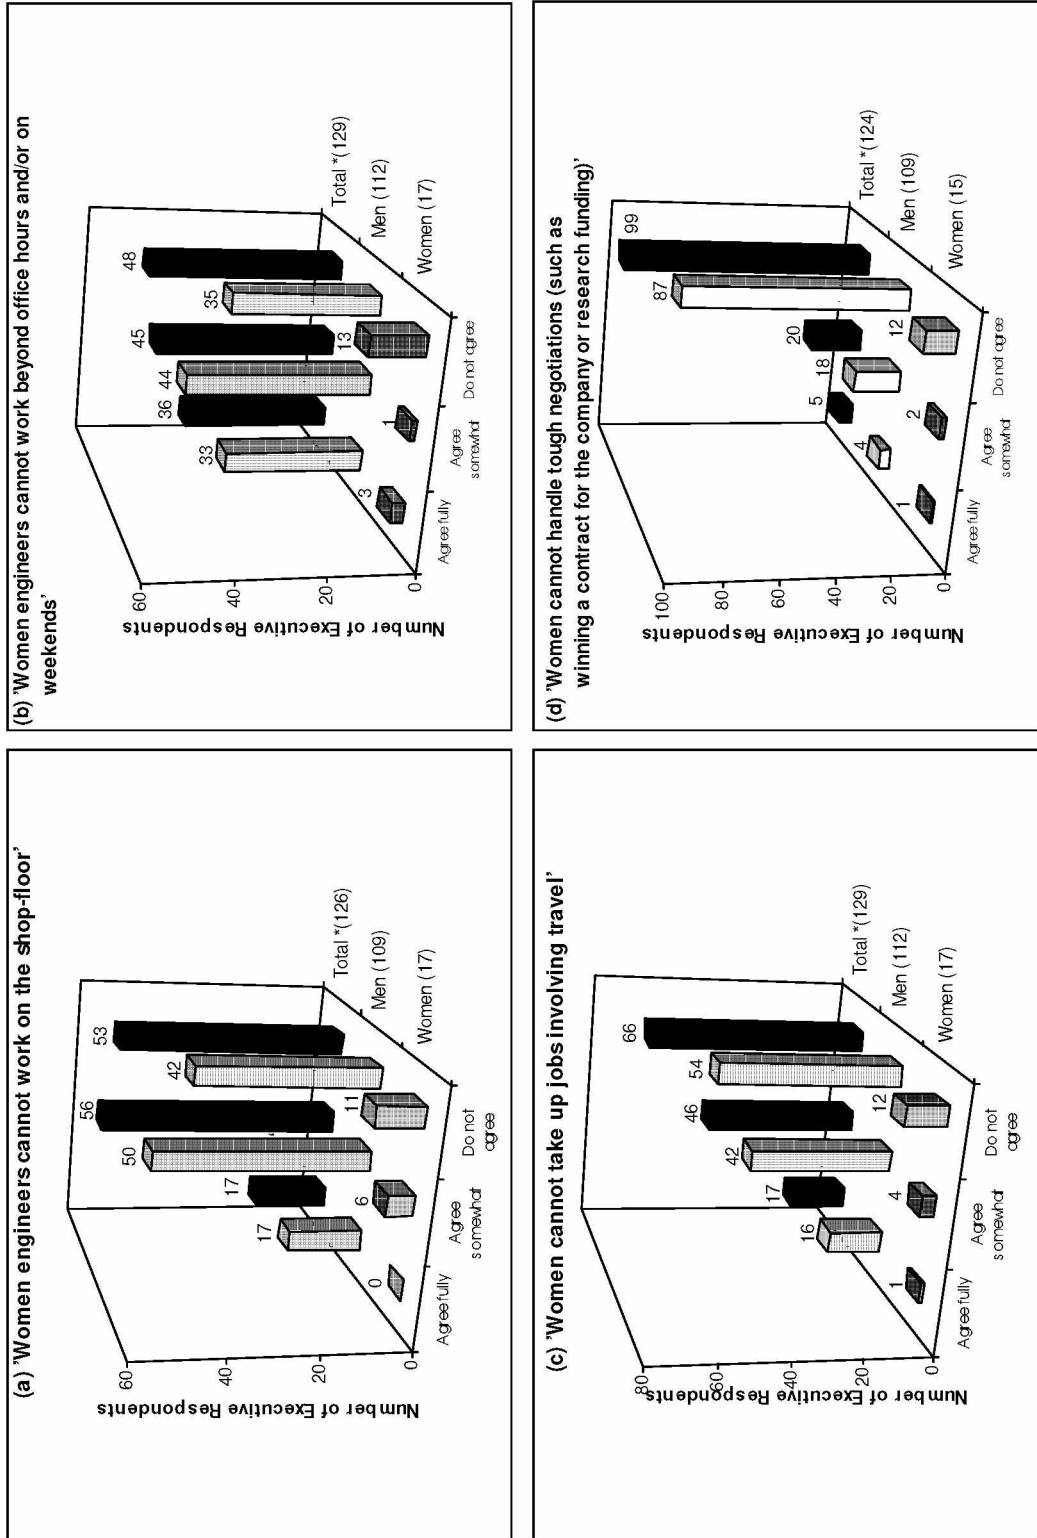 (a) 'Women engineers cannot work on the shop-floor'
Number of Executive Respondents
60
40
20
0
0
17
17
6
50
56
11
42
53
Agree fully
Agree
somewhat
Do not
agree
Women (17)
Men (109)
Total *(126)
(b) 'Women engineers cannot work beyond office hours and/or on
weekends'
Number of Executive Respondents
60
40
20
0
3
33
36
1
44
45
13
35
48
Agree fully
Agree
somewhat
Do not agree
Women (17)
Men (112)
Total *(129)
(c) 'Women cannot take up jobs involving travel'
Number of Executive Respondents
80
60
40
20
0
1
16
17
4
42
46
12
54
66
Agree fully
Agree
somewhat
Do not
agree
Women (17)
Men (112)
Total *(129)
(d) 'Women cannot handle tough negotiations (such as
winning a contract for the company or research funding)'
Number of Executive Respondents
100
80
60
40
20
0
1
4
5
2
18
20
12
87
99
Agree fully
Agree
somewhat
Do not agree
Women (15)
Men (109)
Total *(124)